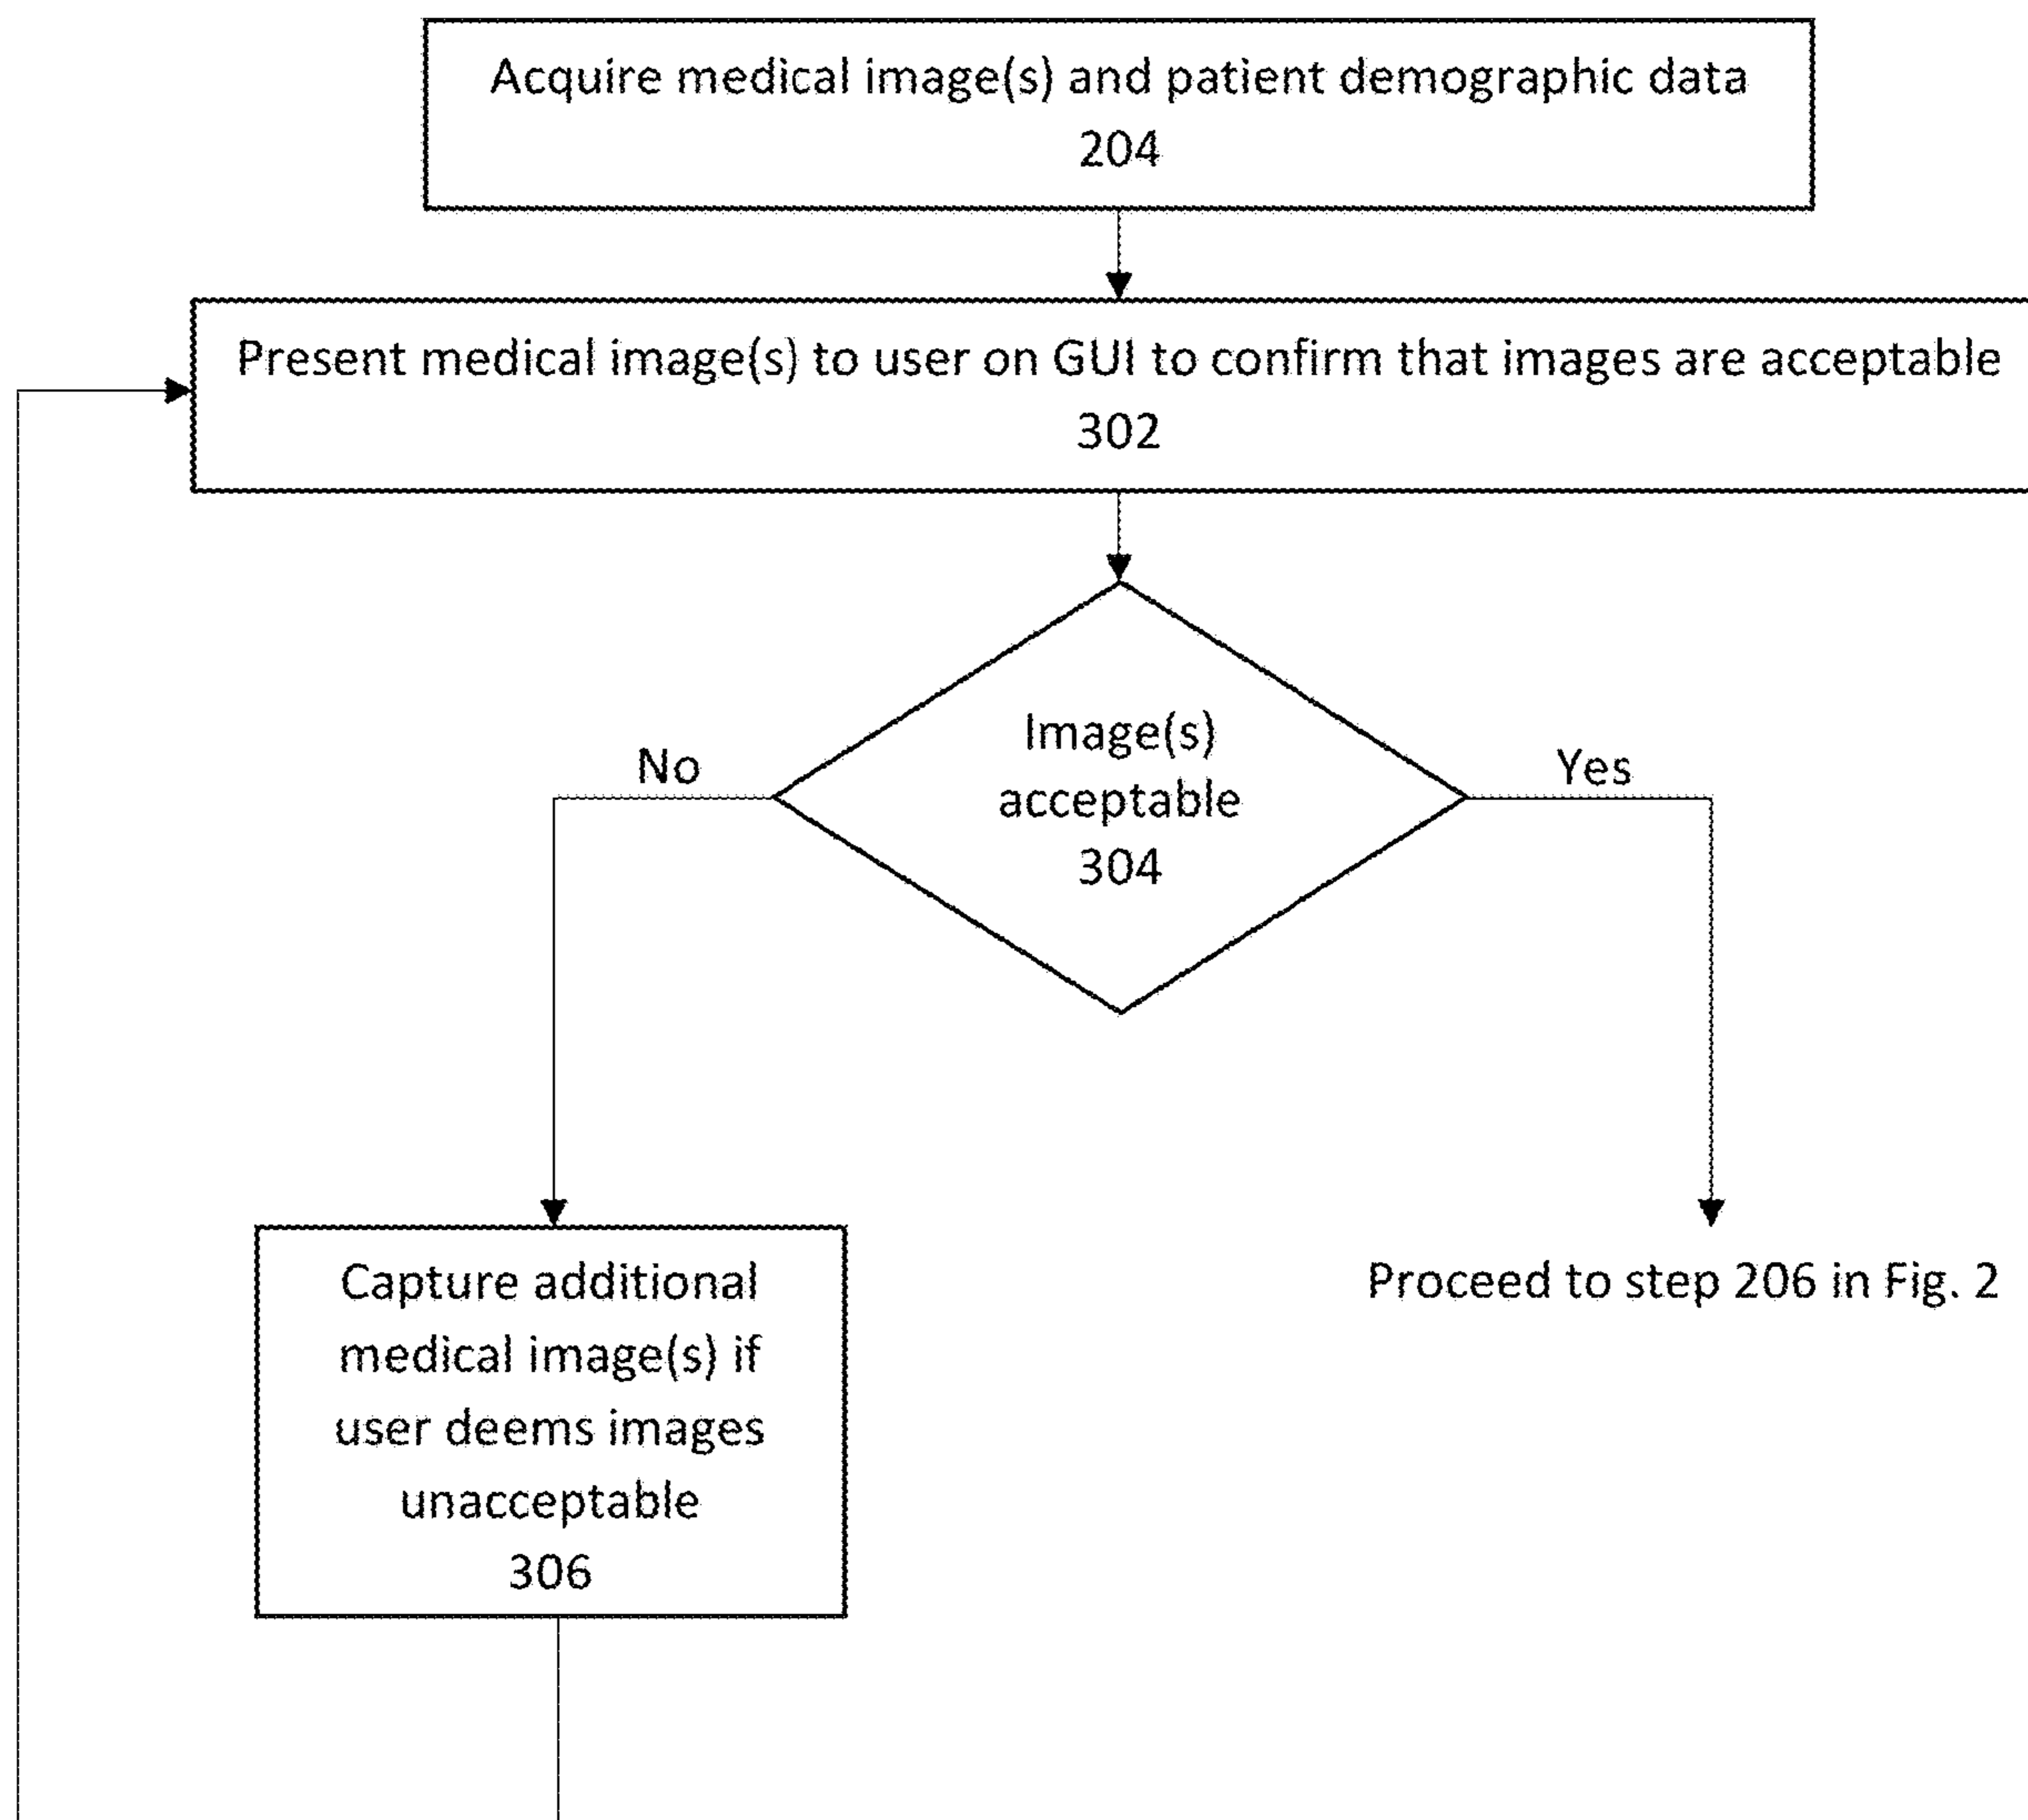 Acquire medical image(s) and patient demographic data
204
Present medical image(s) to user on GUI to confirm that images are acceptable
302
Image(s)
acceptable
304
No
Yes
Capture additional
medical image(s) if
user deems images
unacceptable
306
Proceed to step 206 in Fig. 2